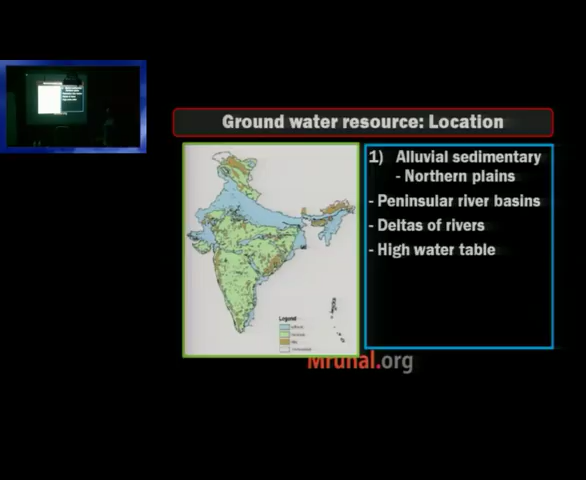 Ground water resource: Location
1) Alluvial sedimentary
- Northern plains
- Peninsular river basins
- Deltas of rivers
- High water table
Legend
Mrunal.org